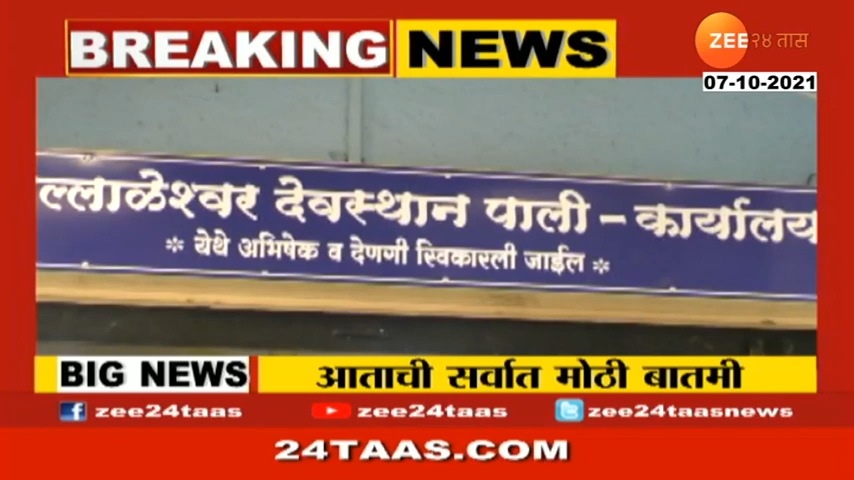 BREAKING NEWS
ZEE २४ तास
07-10-2021
ल्लाळेश्वर देवस्थान पाली - कार्यालय
* येथे अभिषेक व देणगी स्विकारली जाईल *
BIG NEWS आताची सर्वात मोठी बातमी
zee24taas zee24taas zee24taasnews
24TAAS.COM